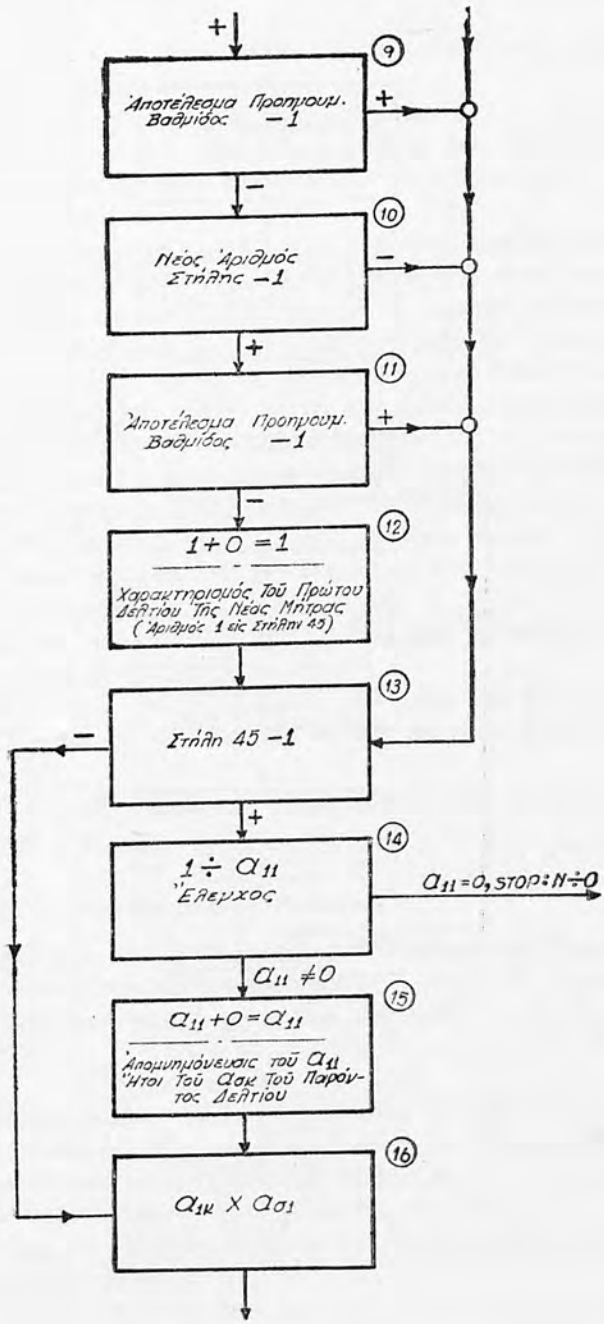 +
9
Ἀποτέλεσμα Προηγουμ.
Βαθμίδος
−1
+
−
10
Νέος Ἀριθμός
Στήλης −1
−
+
11
Ἀποτέλεσμα Προηγουμ.
Βαθμίδος
−1
+
−
12
1 + 0 = 1
Χαρακτηρισμός Τοῦ Πρώτου
Δελτίου Τῆς Νέας Μήτρας
(Ἀριθμός 1 εἰς Στήλην 45)
13
−
Στήλη 45 −1
+
14
1 ÷ α11
Ἔλεγχος
α11 = 0, STOP: N÷0
α11 ≠ 0
15
α11 + 0 = α11
Ἀπομνημόνευσις τοῦ α11
Ἤτοι Τοῦ ασκ Τοῦ Παρόν-
τος Δελτίου
16
α1κ X ασ1